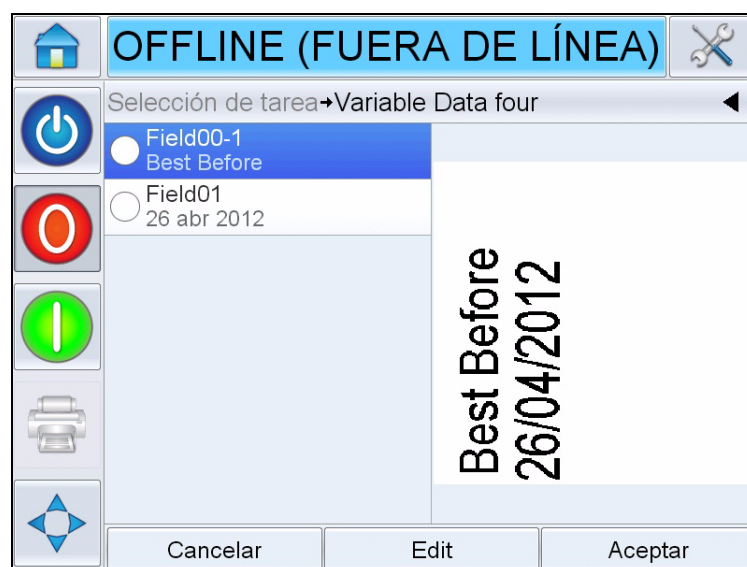 OFFLINE (FUERA DE LÍNEA)
Selección de tarea→Variable Data four
Field00-1
Best Before
Field01
26 abr 2012
Best Before
26/04/2012
Cancelar
Edit
Aceptar